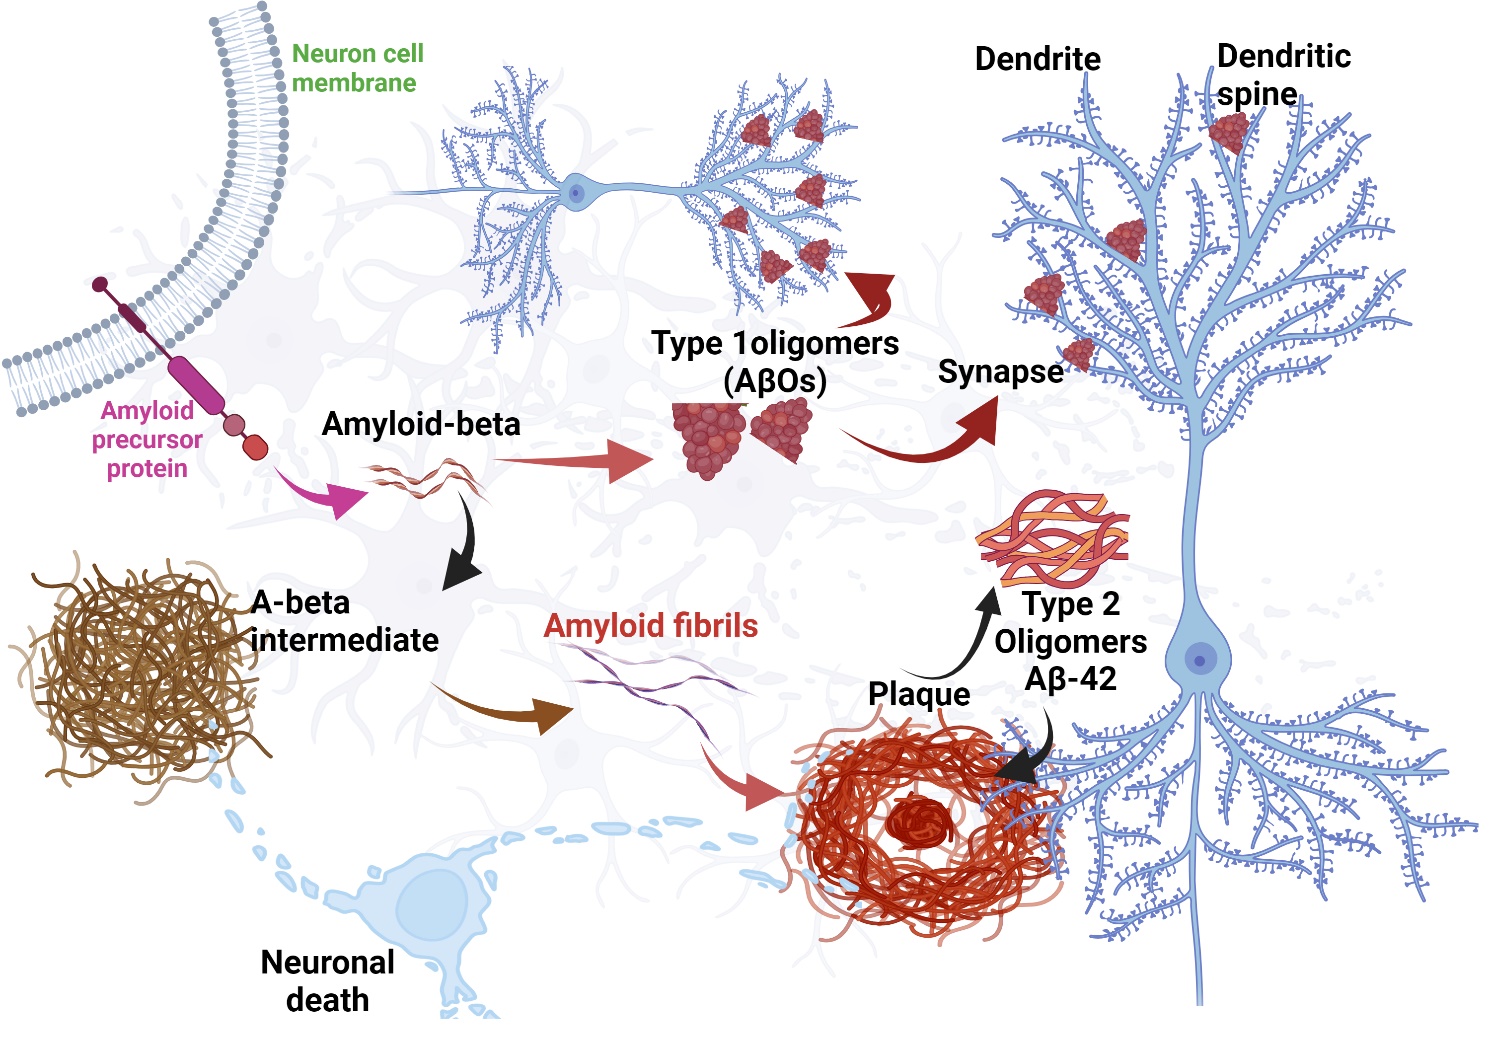 Neuron cell
membrane
Dendrite
Dendritic
spine
Type 1oligomers
(AβOs)
Synapse
Amyloid
precursor
protein
Amyloid-beta
A-beta
intermediate
Amyloid fibrils
Type 2
Oligomers
Aβ-42
Plaque
Neuronal
death